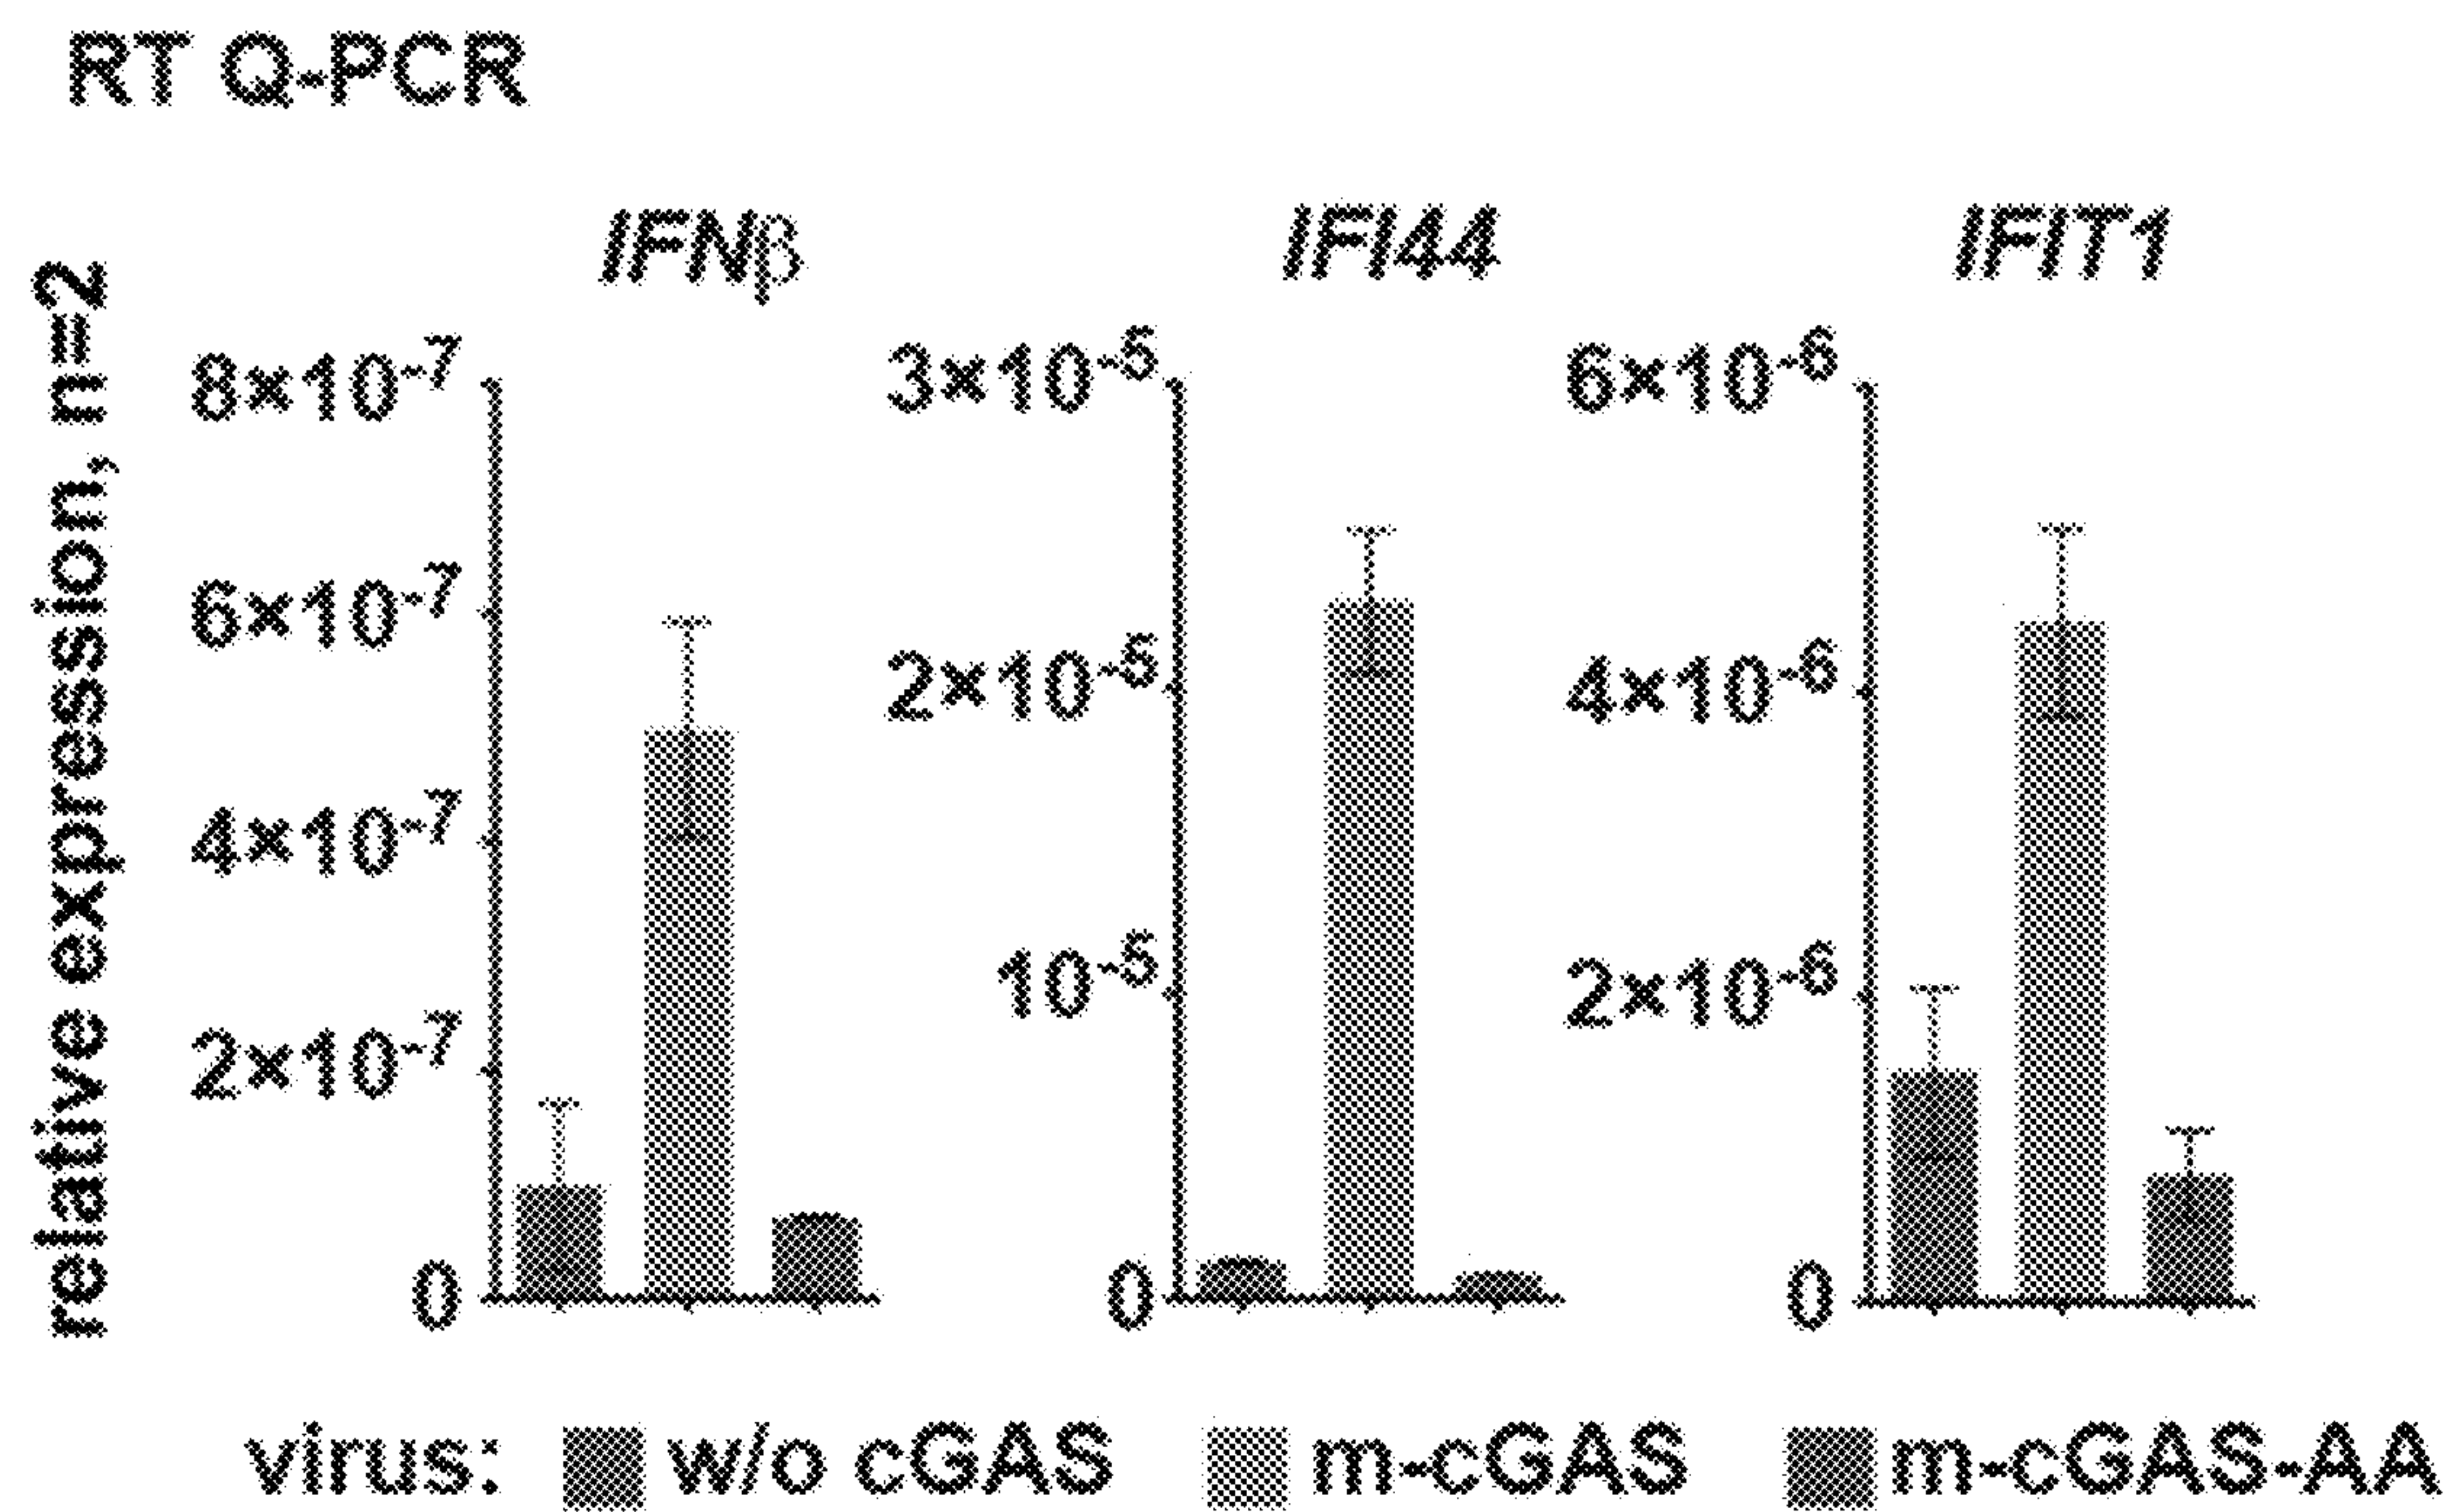 RT Q-PCR
IFNβ
IFI44
IFIT1
relative expression, n=2
8×10⁻⁷
6×10⁻⁷
4×10⁻⁷
2×10⁻⁷
0
3×10⁻⁵
2×10⁻⁵
10⁻⁵
0
6×10⁻⁶
4×10⁻⁶
2×10⁻⁶
0
virus: w/o cGAS m-cGAS m-cGAS-AA